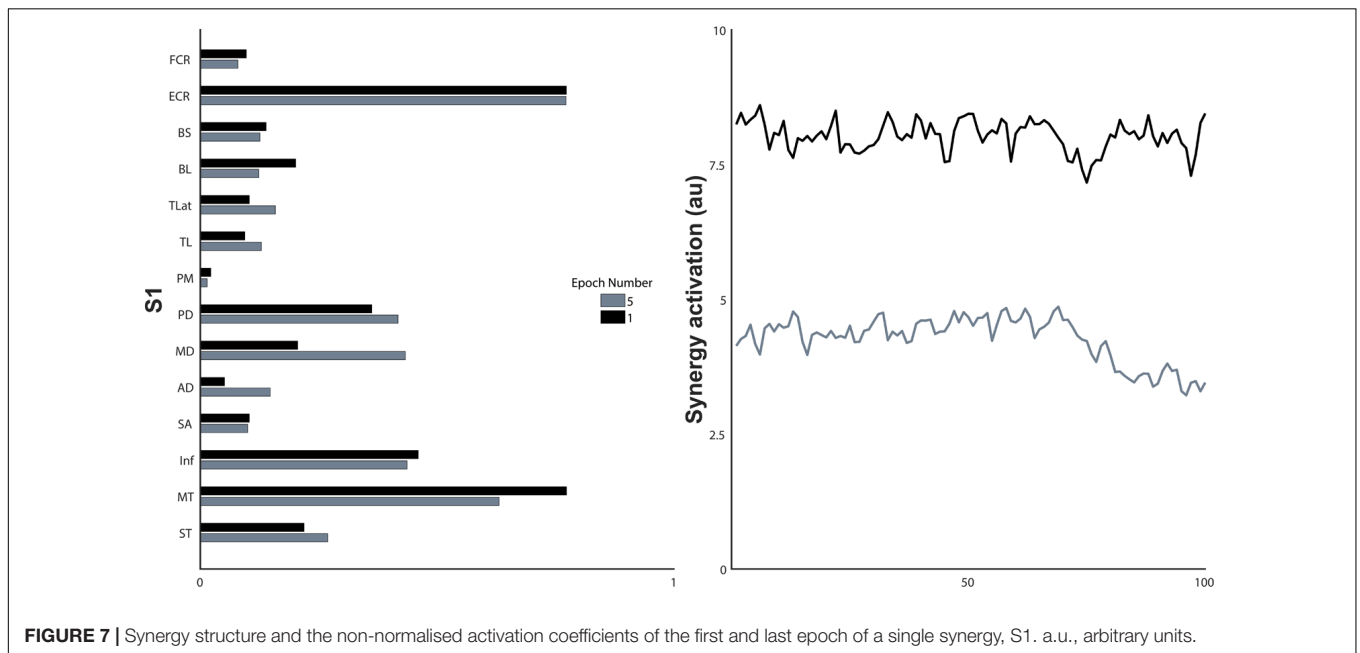 S1
FCR
ECR
BS
BL
TLat
TL
PM
PD
MD
AD
SA
Inf
MT
ST
0
1
Epoch Number
5
1
Synergy activation (au)
10
7.5
5
2.5
0
50
100
FIGURE 7 | Synergy structure and the non-normalised activation coefficients of the first and last epoch of a single synergy, S1. a.u., arbitrary units.